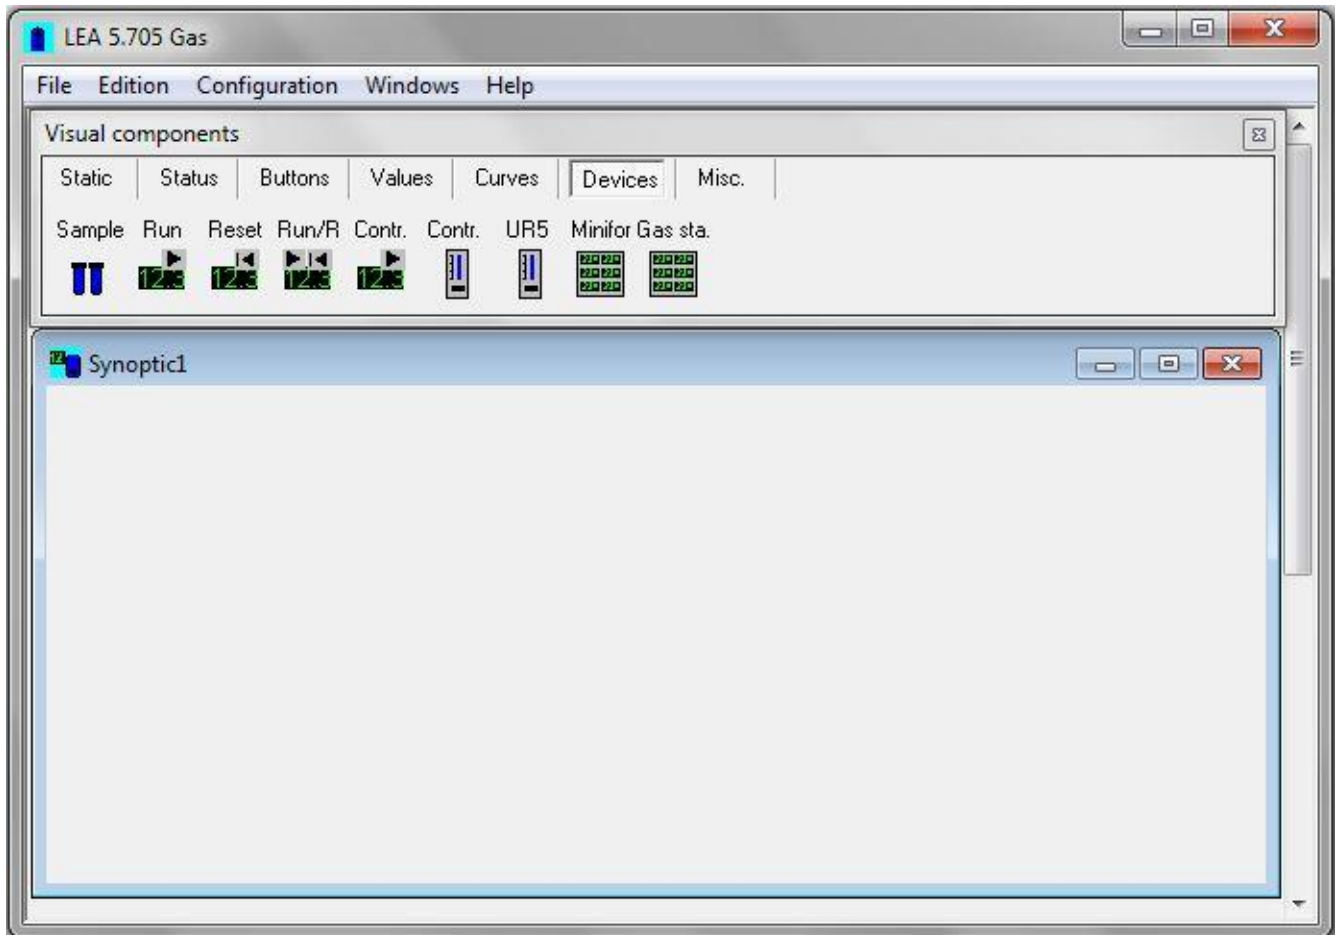 LEA 5.705 Gas
File Edition Configuration Windows Help
Visual components
Static Status Buttons Values Curves Devices Misc.
Sample Run Reset Run/R Contr. Contr. UR5 Minifor Gas sta.
Synoptic1